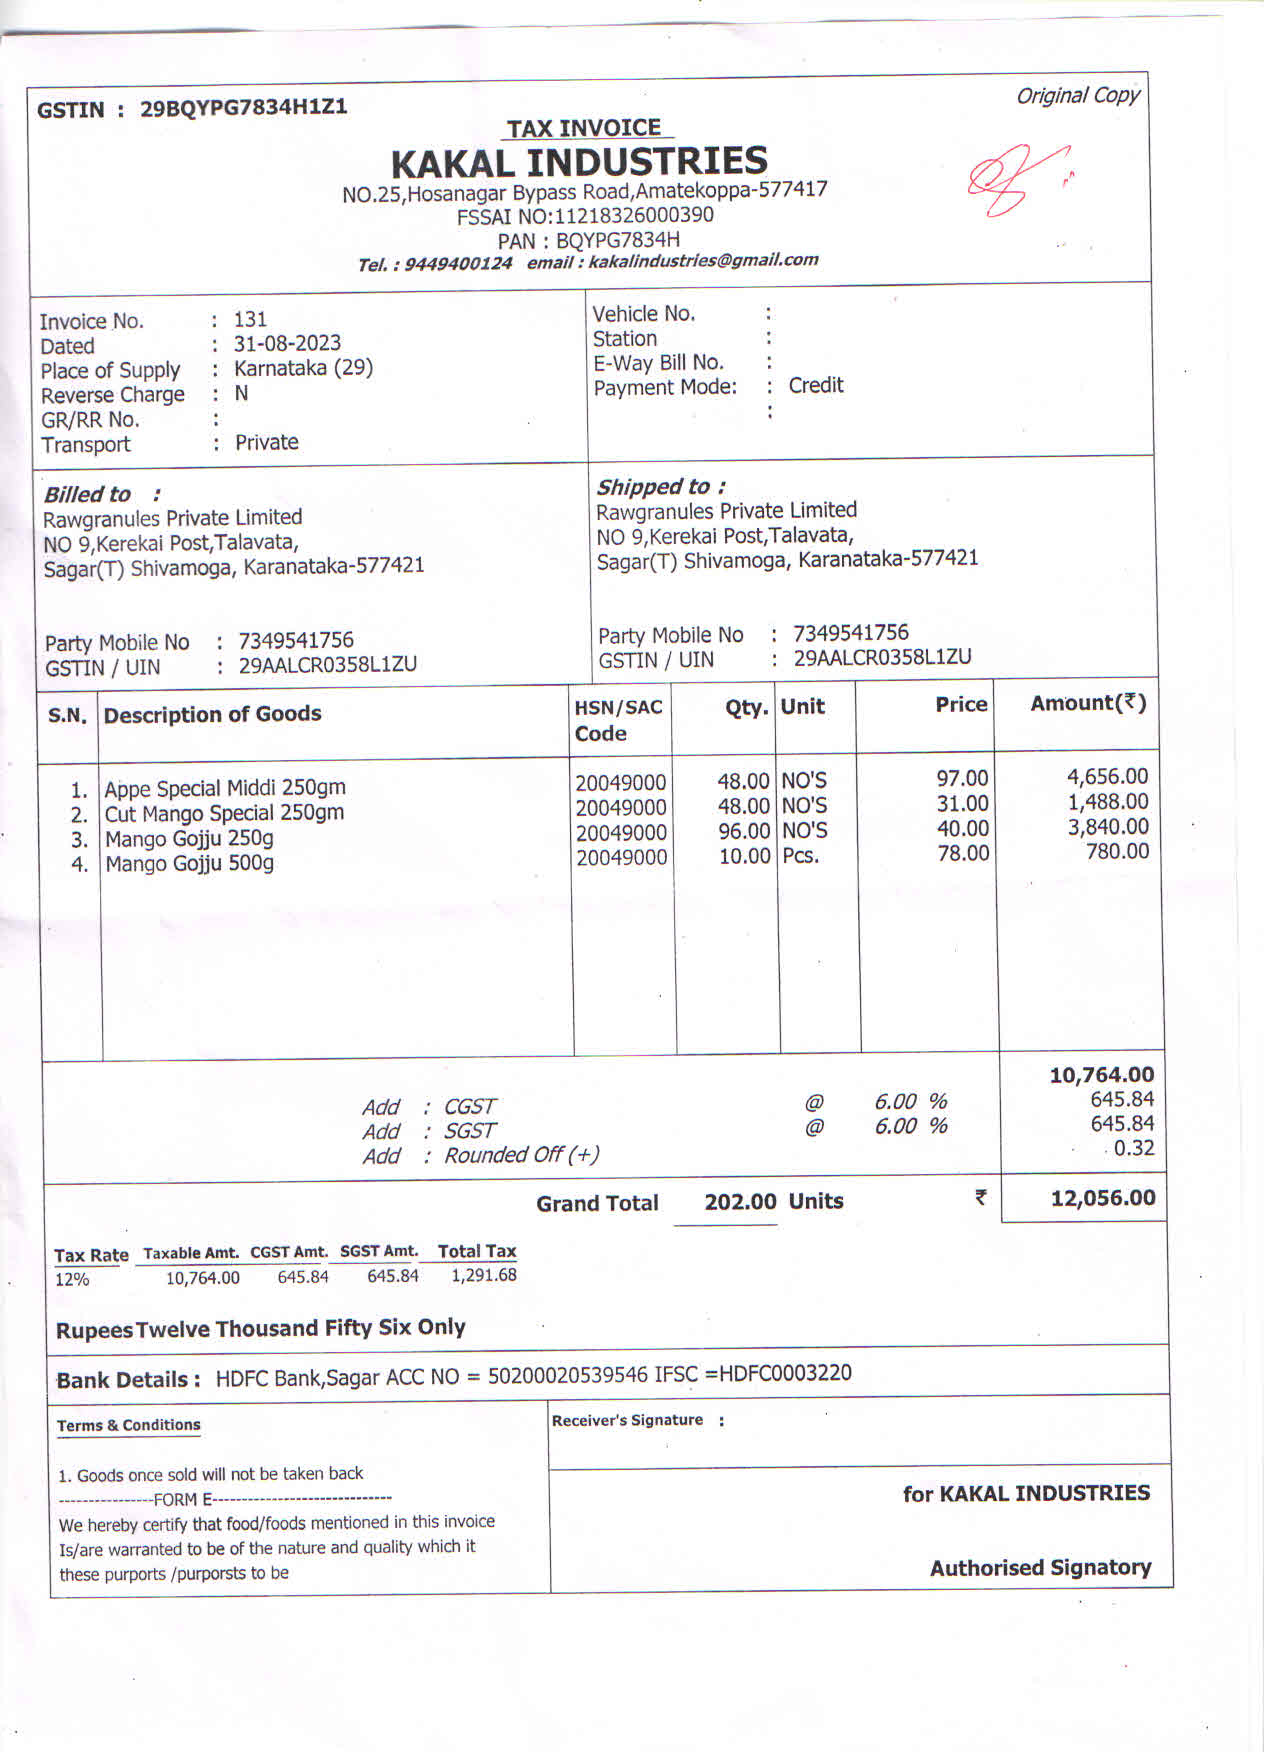 GSTIN : 29BQYPG7834H1Z1
Original Copy
TAX INVOICE
KAKAL INDUSTRIES
NO.25,Hosanagar Bypass Road,Amatekoppa-577417
FSSAI NO:11218326000390
PAN : BQYPG7834H
Tel. : 9449400124 email : kakalindustries@gmail.com
Invoice No. : 131
Dated : 31-08-2023
Place of Supply : Karnataka (29)
Reverse Charge : N
GR/RR No. :
Transport : Private
Vehicle No. :
Station :
E-Way Bill No. :
Payment Mode: : Credit
:
Billed to :
Rawgranules Private Limited
NO 9,Kerekai Post,Talavata,
Sagar(T) Shivamoga, Karanataka-577421
Party Mobile No : 7349541756
GSTIN / UIN : 29AALCR0358L1ZU
Shipped to :
Rawgranules Private Limited
NO 9,Kerekai Post,Talavata,
Sagar(T) Shivamoga, Karanataka-577421
Party Mobile No : 7349541756
GSTIN / UIN : 29AALCR0358L1ZU
S.N. Description of Goods HSN/SAC Code Qty. Unit Price Amount(₹)
1. Appe Special Middi 250gm 20049000 48.00 NO'S 97.00 4,656.00
2. Cut Mango Special 250gm 20049000 48.00 NO'S 31.00 1,488.00
3. Mango Gojju 250g 20049000 96.00 NO'S 40.00 3,840.00
4. Mango Gojju 500g 20049000 10.00 Pcs. 78.00 780.00
10,764.00
Add : CGST @ 6.00 % 645.84
Add : SGST @ 6.00 % 645.84
Add : Rounded Off (+) 0.32
Grand Total 202.00 Units ₹ 12,056.00
Tax Rate Taxable Amt. CGST Amt. SGST Amt. Total Tax
12% 10,764.00 645.84 645.84 1,291.68
Rupees Twelve Thousand Fifty Six Only
Bank Details : HDFC Bank,Sagar ACC NO = 50200020539546 IFSC =HDFC0003220
Terms & Conditions
1. Goods once sold will not be taken back
----------------FORM E------------------------------
We hereby certify that food/foods mentioned in this invoice
Is/are warranted to be of the nature and quality which it
these purports /purporsts to be
Receiver's Signature :
for KAKAL INDUSTRIES
Authorised Signatory